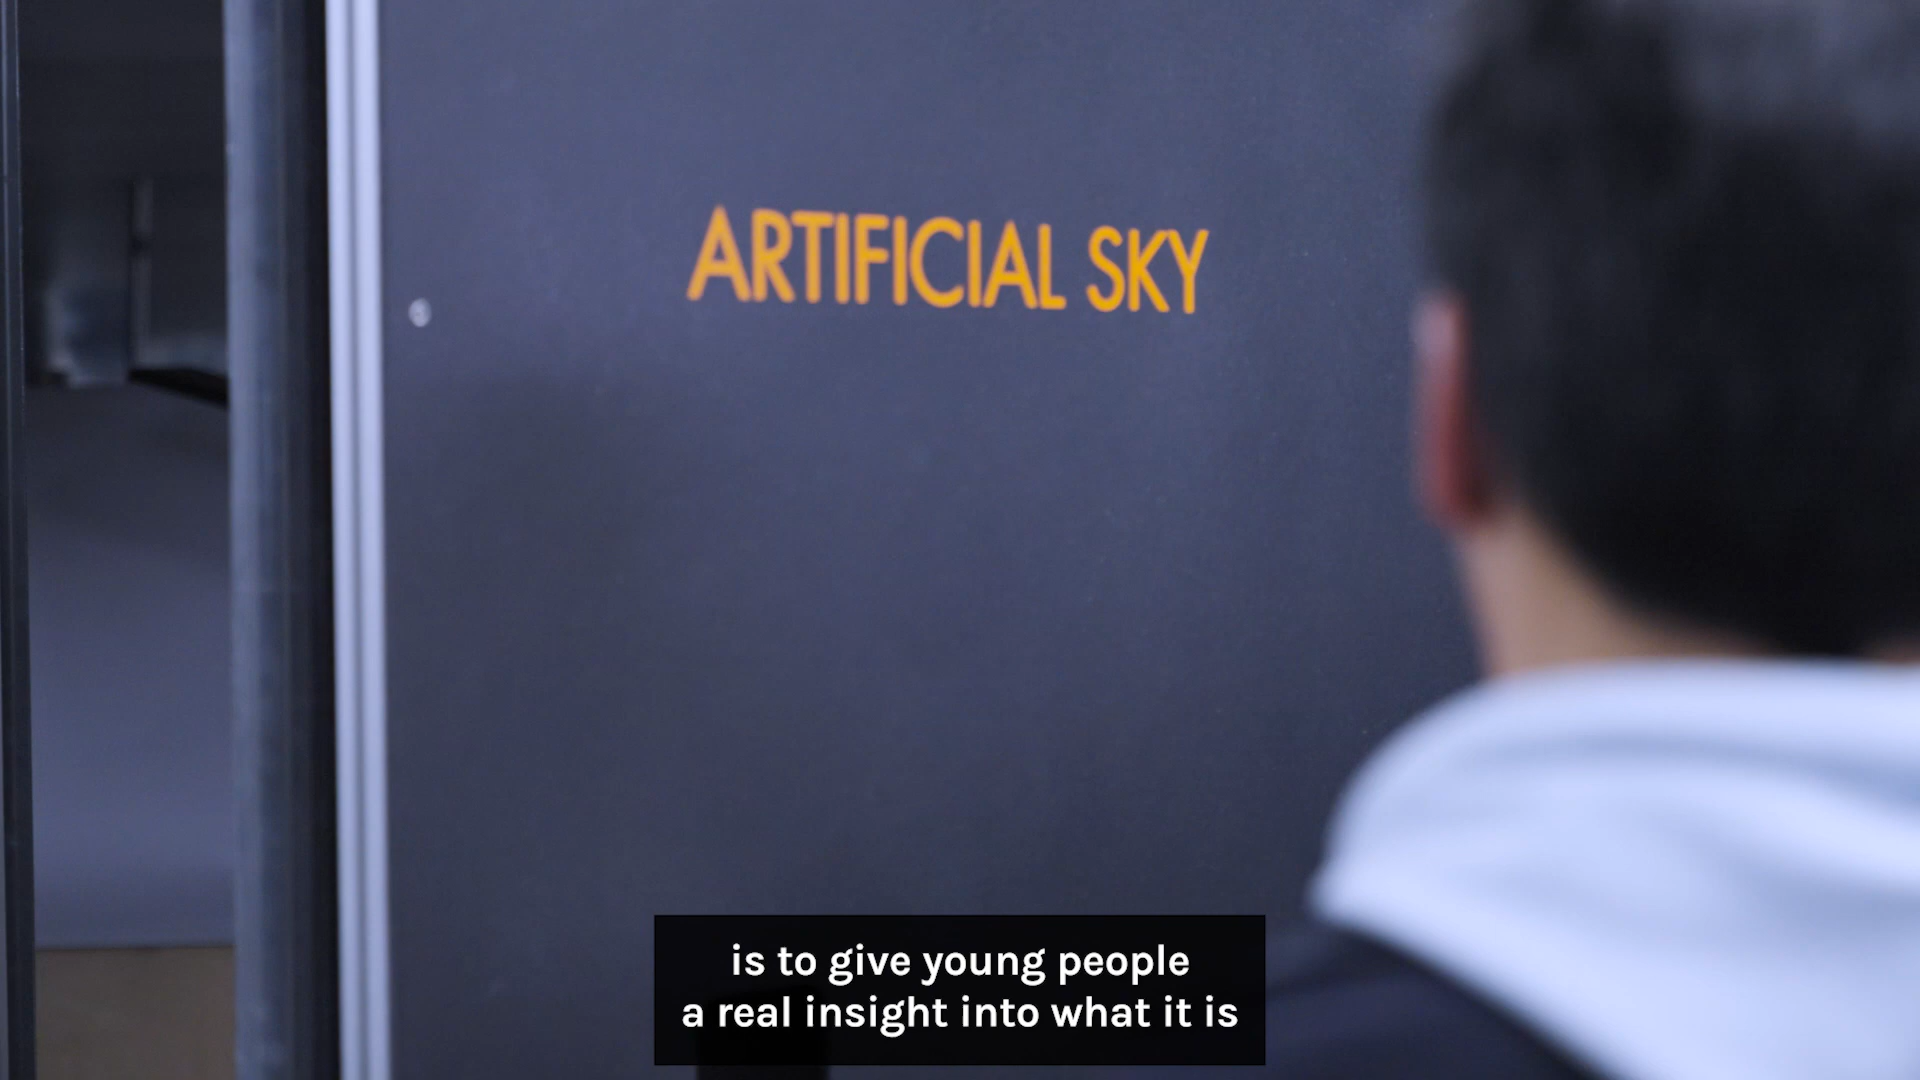 ARTIFICIAL SKY
is to give young people
a real insight into what it is